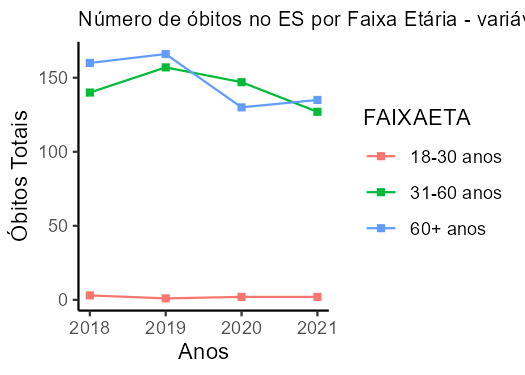 Número de óbitos no ES por Faixa Etária - variáv
Óbitos Totais
150
100
50
0
2018 2019 2020 2021
Anos
FAIXAETA
18-30 anos
31-60 anos
60+ anos